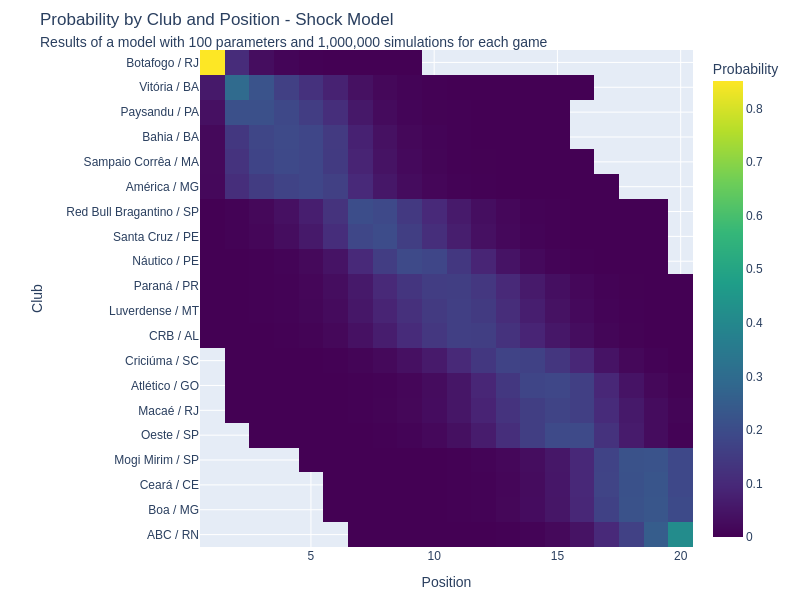 Probability by Club and Position - Shock Model
Results of a model with 100 parameters and 1,000,000 simulations for each game
Probability
Botafogo / RJ
Vitória / BA
Paysandu / PA
Bahia / BA
Sampaio Corrêa / MA
América / MG
Red Bull Bragantino / SP
Santa Cruz / PE
Náutico / PE
Paraná / PR
Luverdense / MT
CRB / AL
Criciúma / SC
Atlético / GO
Macaé / RJ
Oeste / SP
Mogi Mirim / SP
Ceará / CE
Boa / MG
ABC / RN
Club
5
10
15
20
Position
0.8
0.7
0.6
0.5
0.4
0.3
0.2
0.1
0